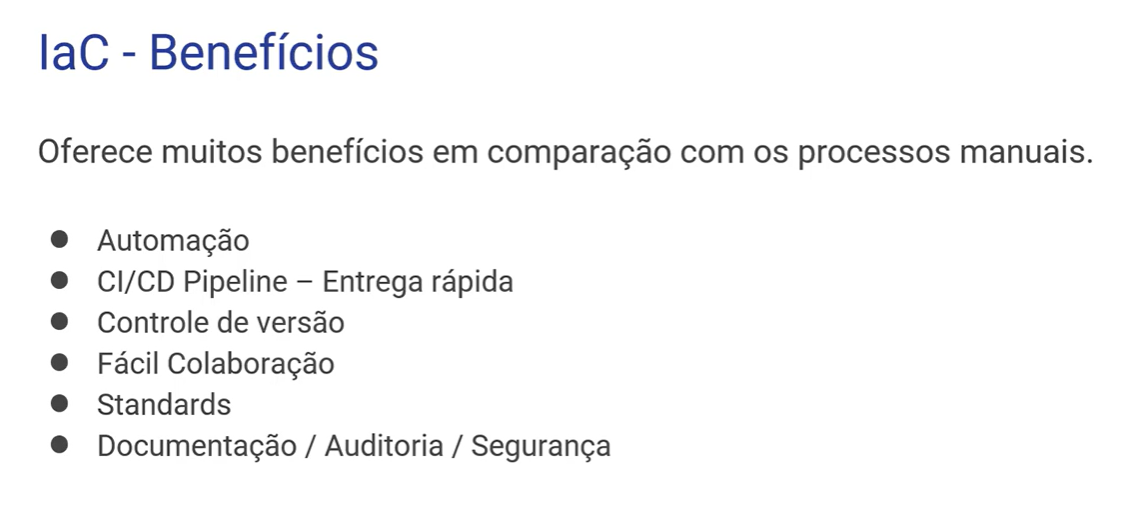 IaC - Benefícios
Oferece muitos benefícios em comparação com os processos manuais.
● Automação
● CI/CD Pipeline – Entrega rápida
● Controle de versão
● Fácil Colaboração
● Standards
● Documentação / Auditoria / Segurança